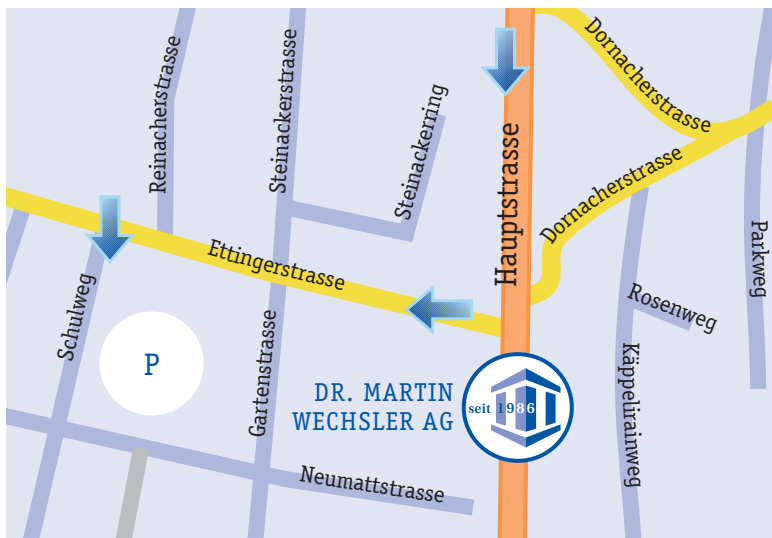 Reinacherstrasse
Steinackerstrasse
Steinackerring
Hauptstrasse
Dornacherstrasse
Dornacherstrasse
Parkweg
Ettingerstrasse
Schulweg
Rosenweg
P
Gartenstrasse
DR. MARTIN
WECHSLER AG
seit 1986
Käppelirainweg
Neumattstrasse